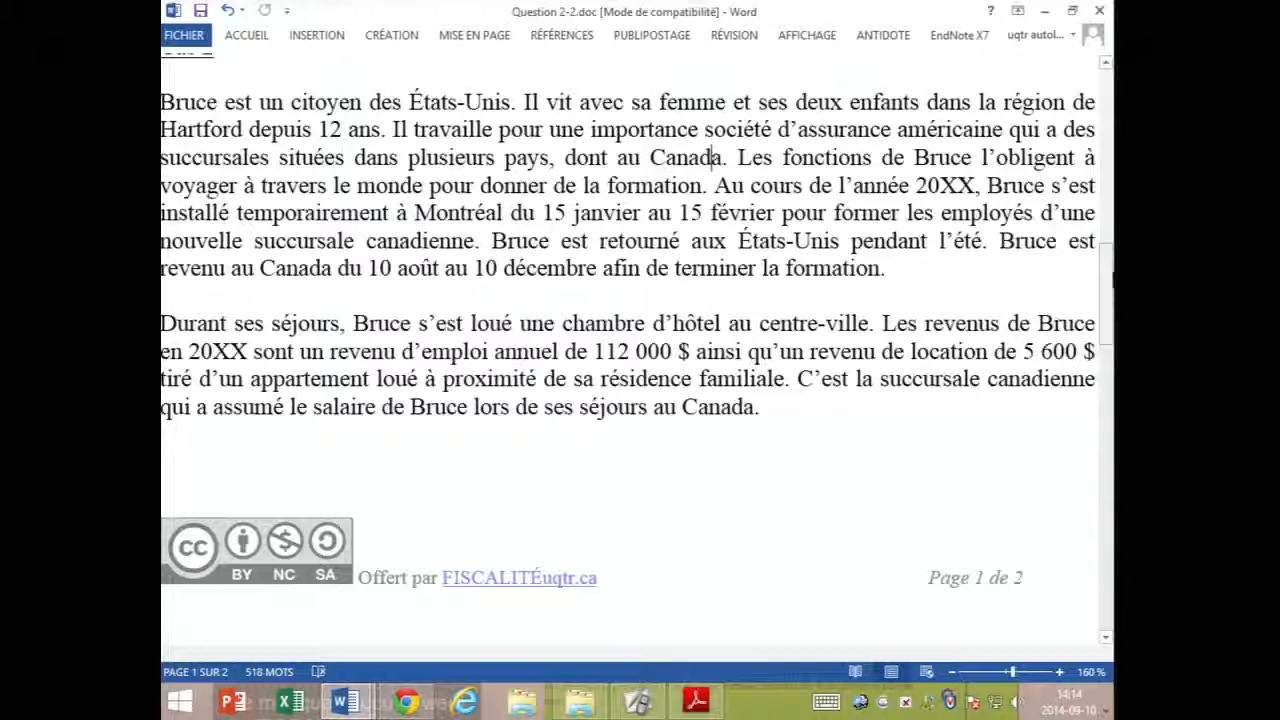 Question 2-2.doc [Mode de compatibilité] - Word
FICHIER ACCUEIL INSERTION CRÉATION MISE EN PAGE RÉFÉRENCES PUBLIPOSTAGE RÉVISION AFFICHAGE ANTIDOTE EndNote X7 uqtr autol...
Bruce est un citoyen des États-Unis. Il vit avec sa femme et ses deux enfants dans la région de
Hartford depuis 12 ans. Il travaille pour une importance société d’assurance américaine qui a des
succursales situées dans plusieurs pays, dont au Canada. Les fonctions de Bruce l’obligent à
voyager à travers le monde pour donner de la formation. Au cours de l’année 20XX, Bruce s’est
installé temporairement à Montréal du 15 janvier au 15 février pour former les employés d’une
nouvelle succursale canadienne. Bruce est retourné aux États-Unis pendant l’été. Bruce est
revenu au Canada du 10 août au 10 décembre afin de terminer la formation.
Durant ses séjours, Bruce s’est loué une chambre d’hôtel au centre-ville. Les revenus de Bruce
en 20XX sont un revenu d’emploi annuel de 112 000 $ ainsi qu’un revenu de location de 5 600 $
tiré d’un appartement loué à proximité de sa résidence familiale. C’est la succursale canadienne
qui a assumé le salaire de Bruce lors de ses séjours au Canada.
CC BY NC SA
Offert par FISCALITÉuqtr.ca Page 1 de 2
PAGE 1 SUR 2 518 MOTS 160 %
14:14
2014-09-10